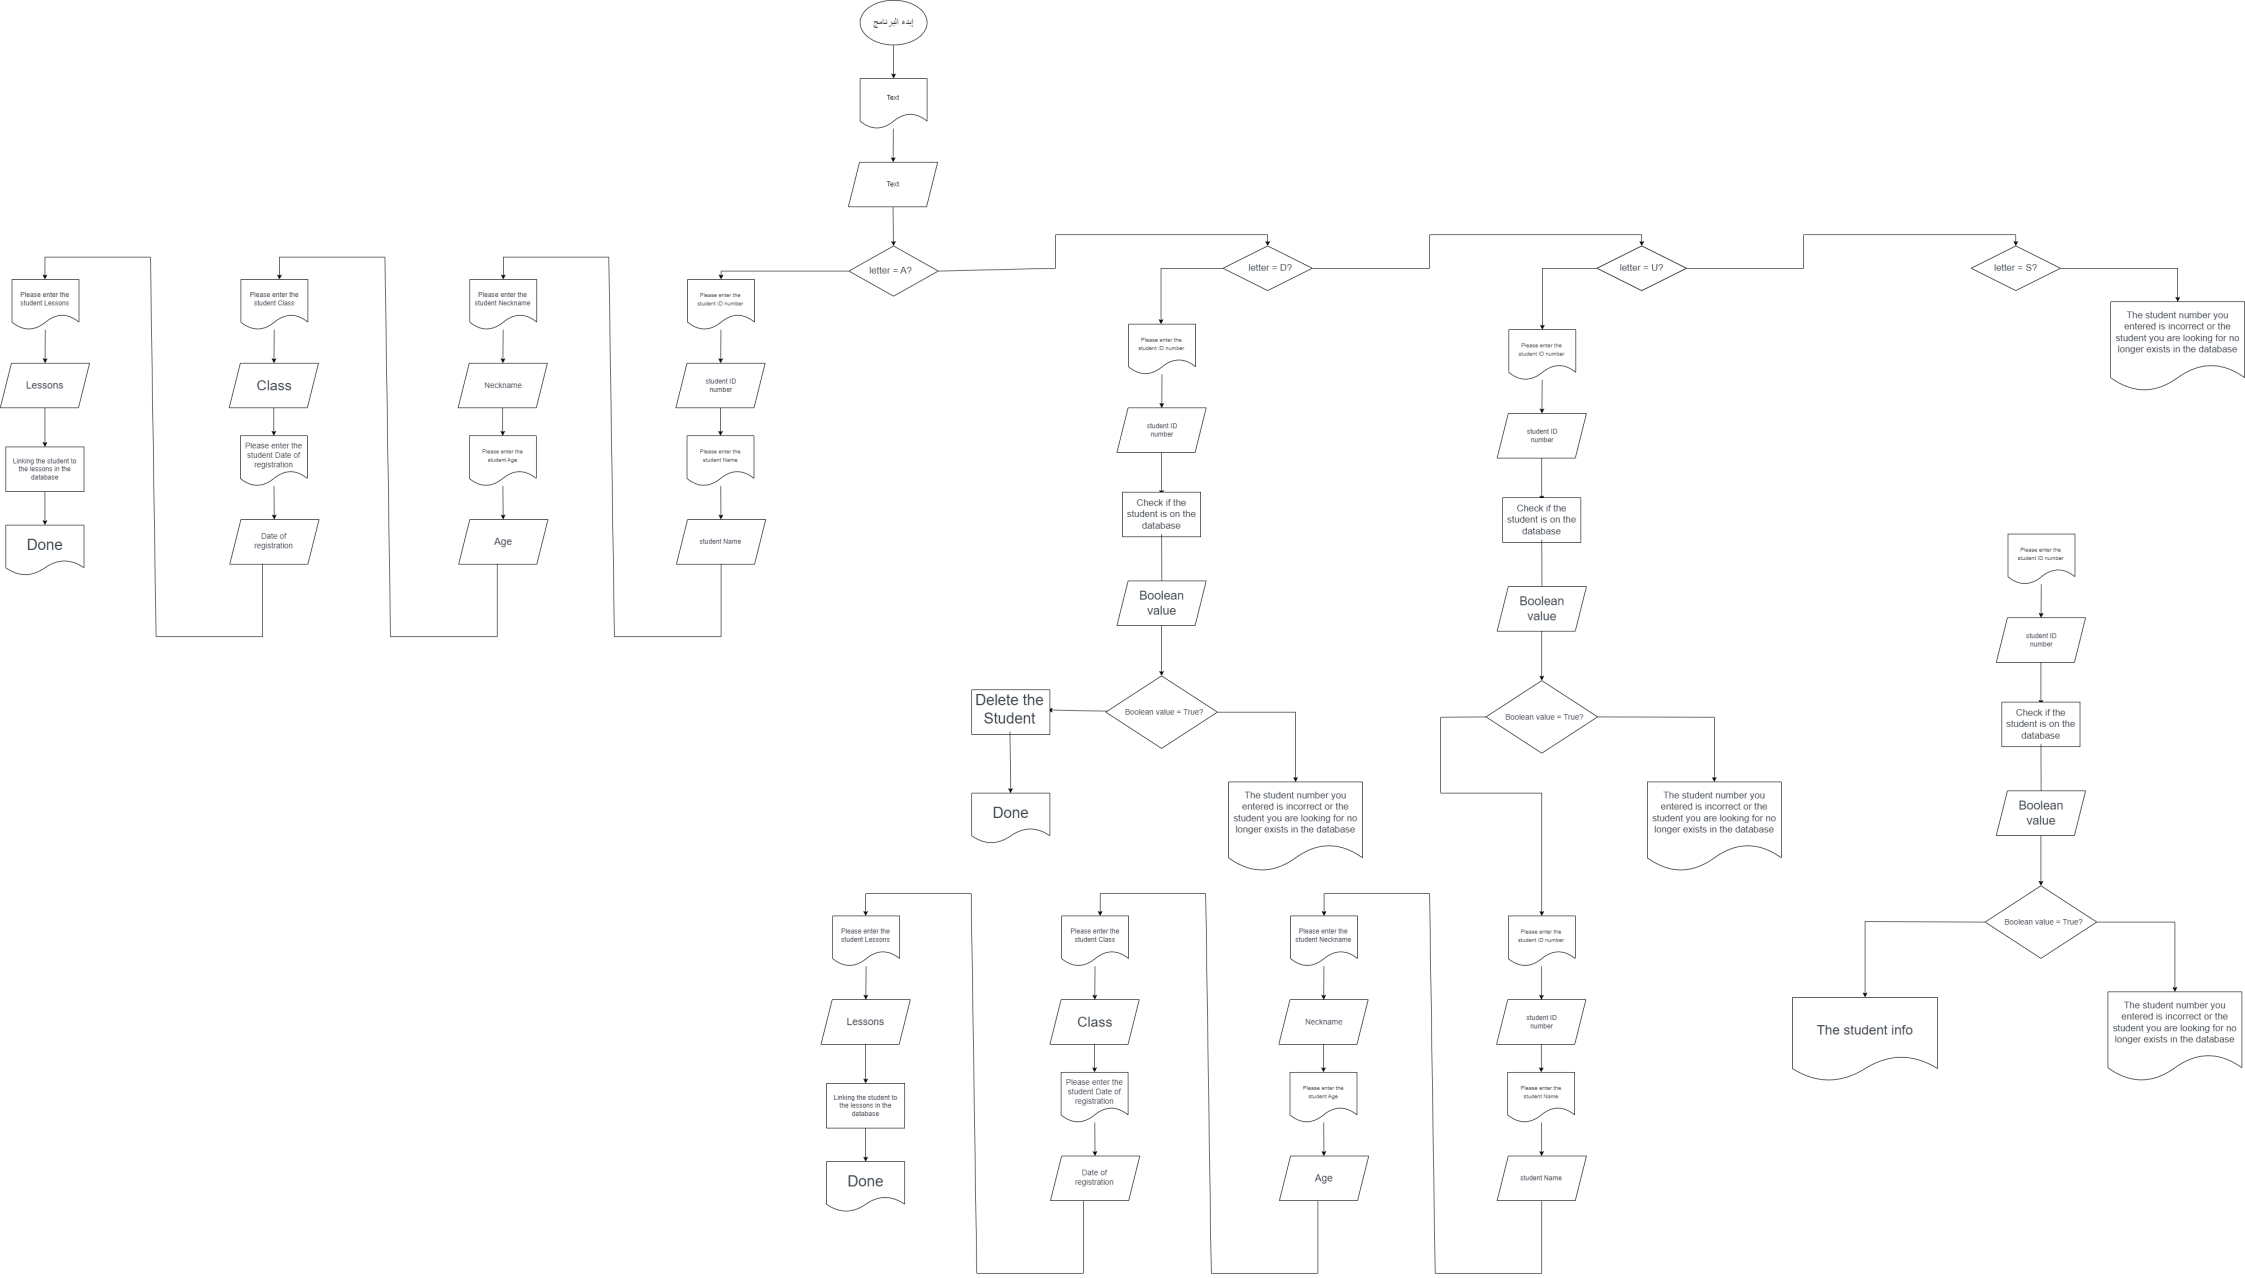 إبدء البرنامج
Text
Text
letter = A?
letter = D?
letter = U?
letter = S?
Please enter the
student ID number
student ID
number
Please enter the
student Name
student Name
Please enter the
student Neckname
Neckname
Please enter the
student Age
Age
Please enter the
student Class
Class
Please enter the
student Date of
registration
Date of
registration
Please enter the
student Lessons
Lessons
Linking the student to
the lessons in the
database
Done
Please enter the
student ID number
student ID
number
Check if the
student is on the
database
Boolean
value
Boolean value = True?
Delete the
Student
Done
The student number you
entered is incorrect or the
student you are looking for no
longer exists in the database
Please enter the
student ID number
student ID
number
Check if the
student is on the
database
Boolean
value
Boolean value = True?
The student number you
entered is incorrect or the
student you are looking for no
longer exists in the database
Please enter the
student ID number
student ID
number
Please enter the
student Name
student Name
Please enter the
student Neckname
Neckname
Please enter the
student Age
Age
Please enter the
student Class
Class
Please enter the
student Date of
registration
Date of
registration
Please enter the
student Lessons
Lessons
Linking the student to
the lessons in the
database
Done
The student number you
entered is incorrect or the
student you are looking for no
longer exists in the database
Please enter the
student ID number
student ID
number
Check if the
student is on the
database
Boolean
value
Boolean value = True?
The student info
The student number you
entered is incorrect or the
student you are looking for no
longer exists in the database